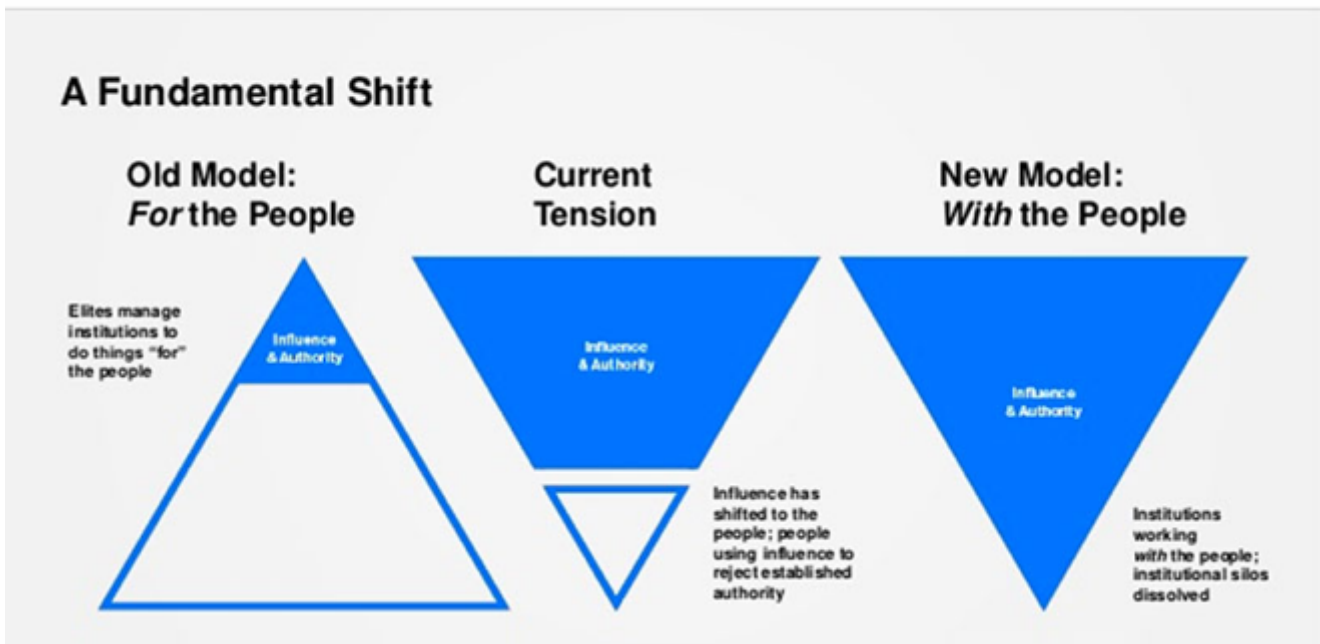 A Fundamental Shift
Old Model:
For the People
Elites manage
institutions to
do things “for”
the people
Influence
& Authority
Current
Tension
Influence
& Authority
Influence has
shifted to the
people; people
using influence to
reject established
authority
New Model:
With the People
Influence
& Authority
Institutions
working
with the people;
institutional silos
dissolved